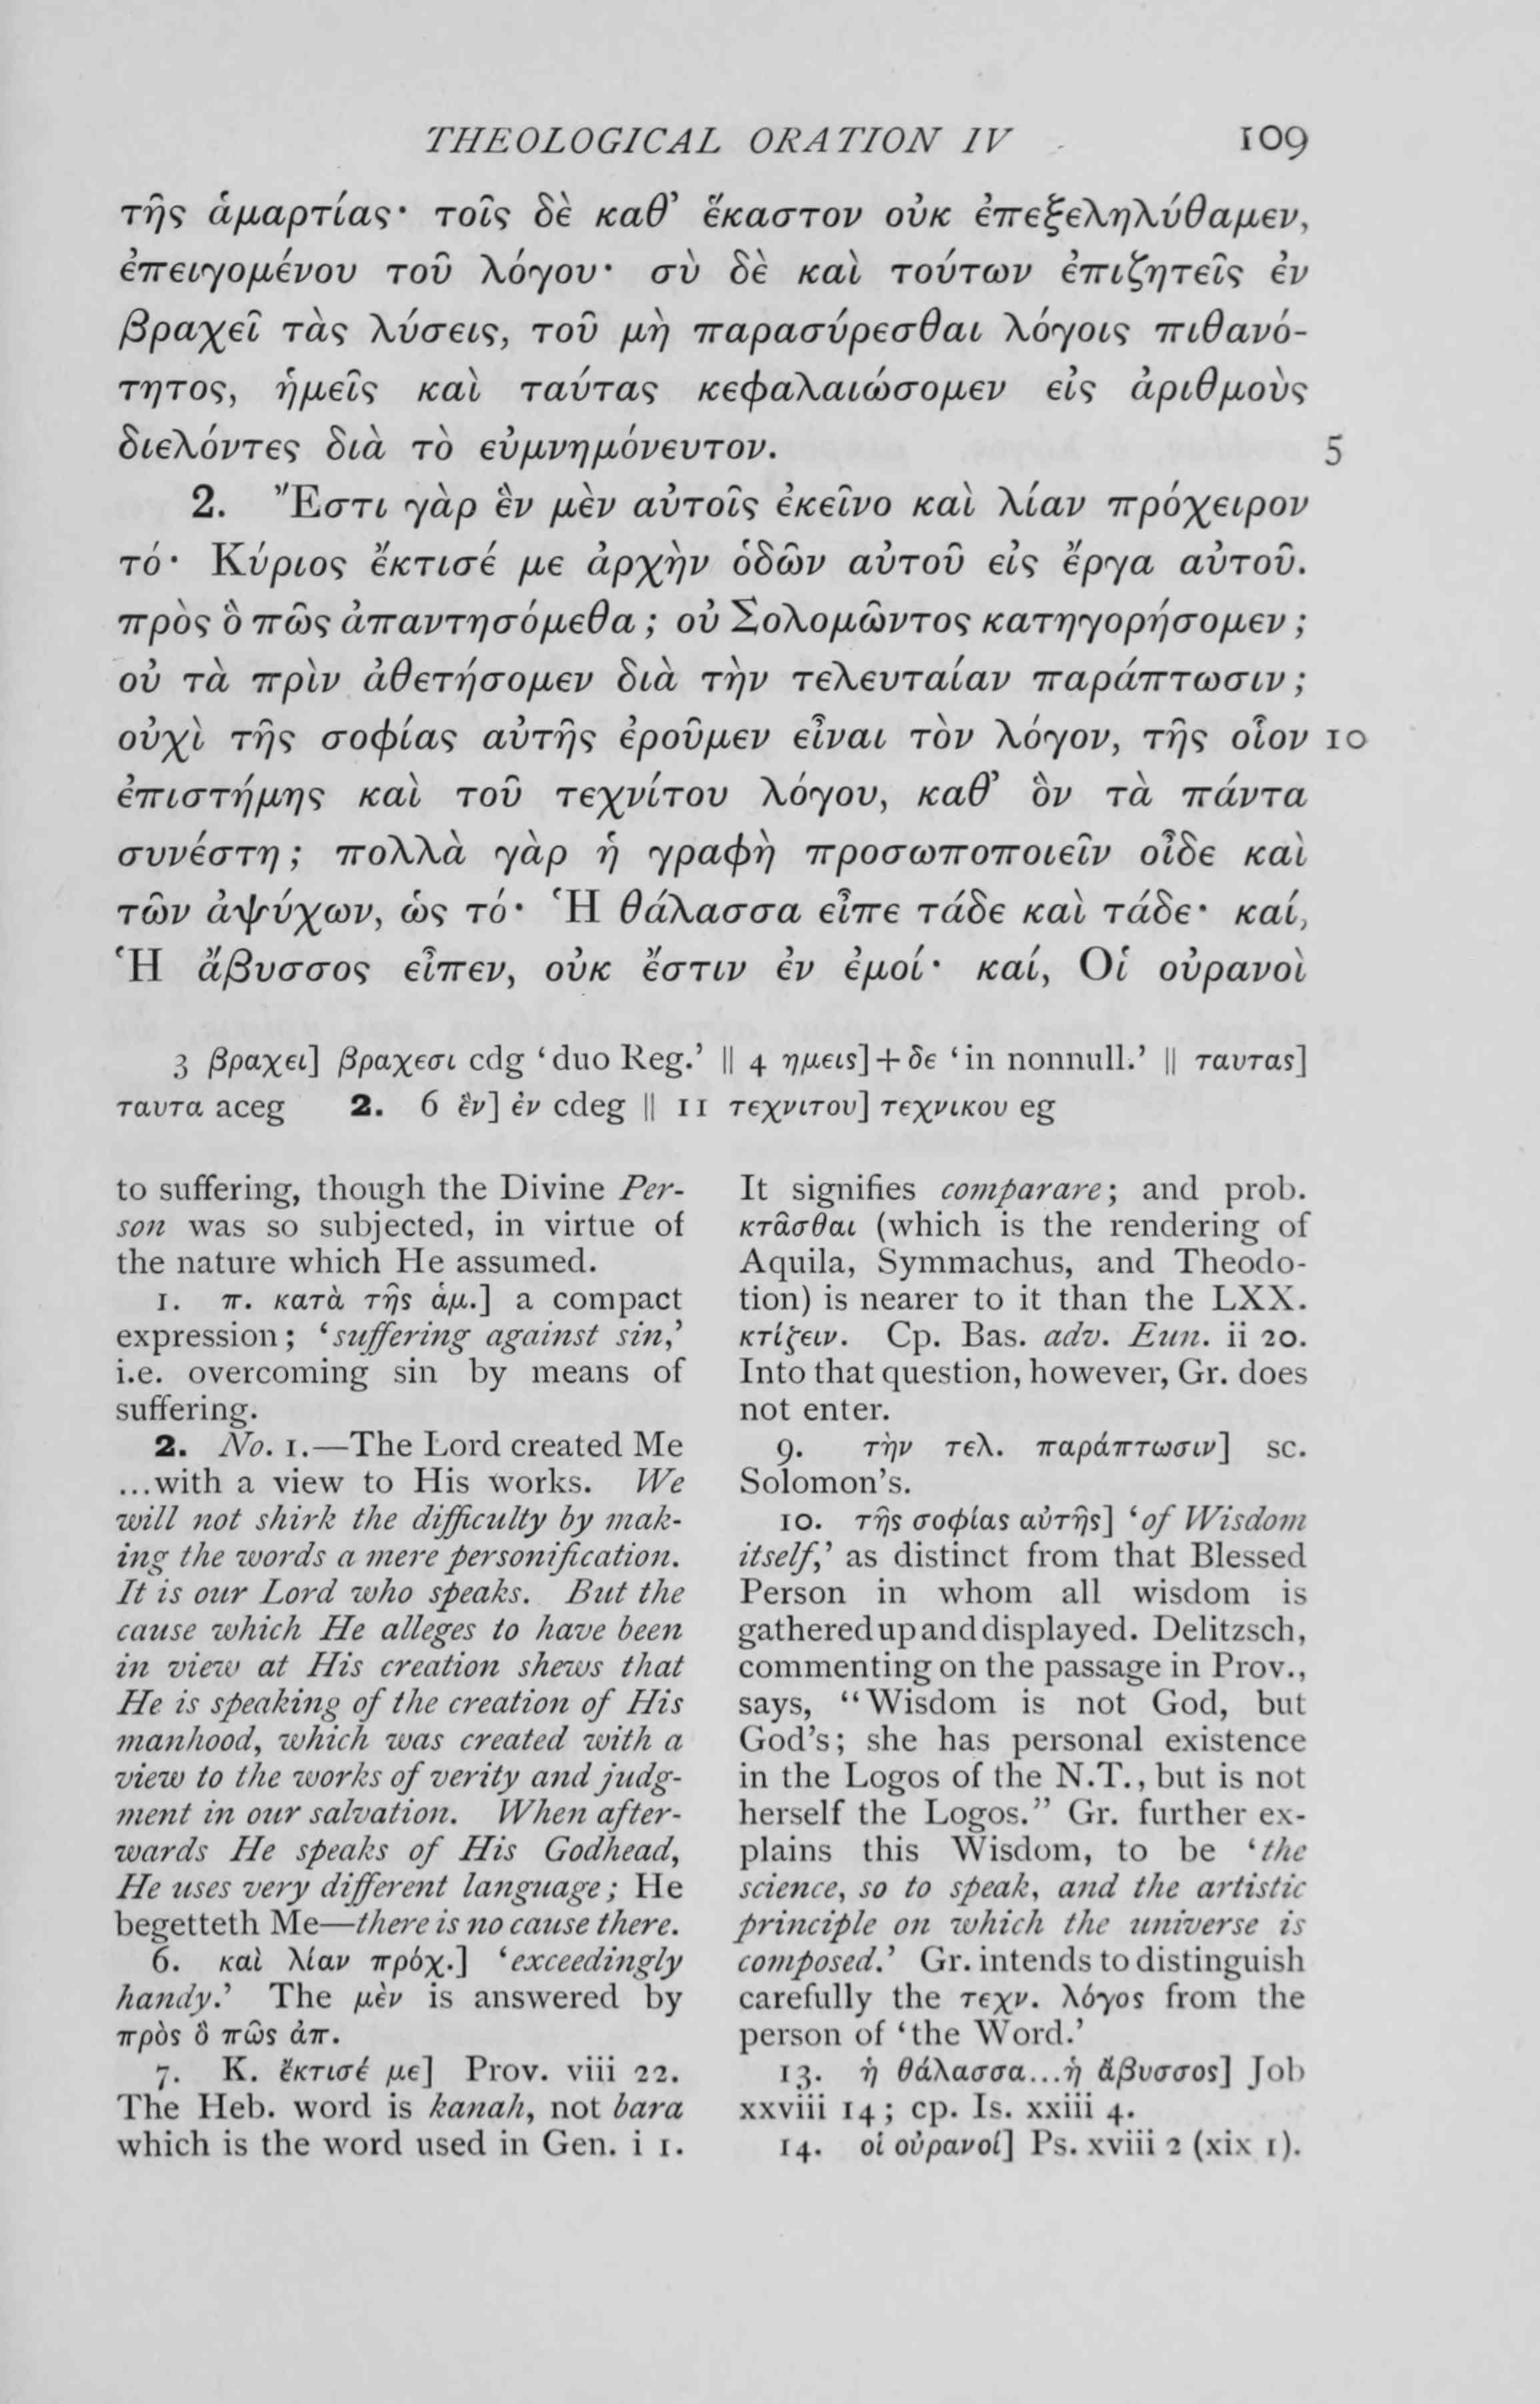 THEOLOGICAL ORATION IV 109
τῆς ἁμαρτίας· τοῖς δὲ καθ’ ἕκαστον οὐκ ἐπεξεληλύθαμεν,
ἐπειγομένου τοῦ λόγου· σὺ δὲ καὶ τούτων ἐπιζητεῖς ἐν
βραχεῖ τὰς λύσεις, τοῦ μὴ παρασύρεσθαι λόγοις πιθανό-
τητος, ἡμεῖς καὶ ταύτας κεφαλαιώσομεν εἰς ἀριθμοὺς
διελόντες διὰ τὸ εὐμνημόνευτον. 5
2. Ἔστι γὰρ ἓν μὲν αὐτοῖς ἐκεῖνο καὶ λίαν πρόχειρον
τό· Κύριος ἔκτισέ με ἀρχὴν ὁδῶν αὐτοῦ εἰς ἔργα αὐτοῦ.
πρὸς ὃ πῶς ἀπαντησόμεθα; οὐ Σολομῶντος κατηγορήσομεν;
οὐ τὰ πρὶν ἀθετήσομεν διὰ τὴν τελευταίαν παράπτωσιν;
οὐχὶ τῆς σοφίας αὐτῆς ἐροῦμεν εἶναι τὸν λόγον, τῆς οἷον 10
ἐπιστήμης καὶ τοῦ τεχνίτου λόγου, καθ’ ὃν τὰ πάντα
συνέστη; πολλὰ γὰρ ἡ γραφὴ προσωποποιεῖν οἶδε καὶ
τῶν ἀψύχων, ὡς τό· Ἡ θάλασσα εἶπε τάδε καὶ τάδε· καί,
Ἡ ἄβυσσος εἶπεν, οὐκ ἔστιν ἐν ἐμοί· καί, Οἱ οὐρανοὶ
3 βραχει] βραχεσι cdg ‘duo Reg.’ || 4 ημεις]+δε ‘in nonnull.’ || ταυτας]
ταυτα aceg 2. 6 ἓν] ἐν cdeg || 11 τεχνιτου] τεχνικου eg
to suffering, though the Divine Per-
son was so subjected, in virtue of
the nature which He assumed.
1. π. κατὰ τῆς ἁμ.] a compact
expression; ‘suffering against sin,’
i.e. overcoming sin by means of
suffering.
2. No. 1.—The Lord created Me
...with a view to His works. We
will not shirk the difficulty by mak-
ing the words a mere personification.
It is our Lord who speaks. But the
cause which He alleges to have been
in view at His creation shews that
He is speaking of the creation of His
manhood, which was created with a
view to the works of verity and judg-
ment in our salvation. When after-
wards He speaks of His Godhead,
He uses very different language; He
begetteth Me—there is no cause there.
6. καὶ λίαν πρόχ.] ‘exceedingly
handy.’ The μὲν is answered by
πρὸς ὃ πῶς ἀπ.
7. Κ. ἔκτισέ με] Prov. viii 22.
The Heb. word is kanah, not bara
which is the word used in Gen. i 1.
It signifies comparare; and prob.
κτᾶσθαι (which is the rendering of
Aquila, Symmachus, and Theodo-
tion) is nearer to it than the LXX.
κτίζειν. Cp. Bas. adv. Eun. ii 20.
Into that question, however, Gr. does
not enter.
9. τὴν τελ. παράπτωσιν] sc.
Solomon's.
10. τῆς σοφίας αὐτῆς] ‘of Wisdom
itself,’ as distinct from that Blessed
Person in whom all wisdom is
gathered up and displayed. Delitzsch,
commenting on the passage in Prov.,
says, “Wisdom is not God, but
God's; she has personal existence
in the Logos of the N.T., but is not
herself the Logos.” Gr. further ex-
plains this Wisdom, to be ‘the
science, so to speak, and the artistic
principle on which the universe is
composed.’ Gr. intends to distinguish
carefully the τεχν. λόγος from the
person of ‘the Word.’
13. ἡ θάλασσα...ἡ ἄβυσσος] Job
xxviii 14; cp. Is. xxiii 4.
14. οἱ οὐρανοί] Ps. xviii 2 (xix 1).